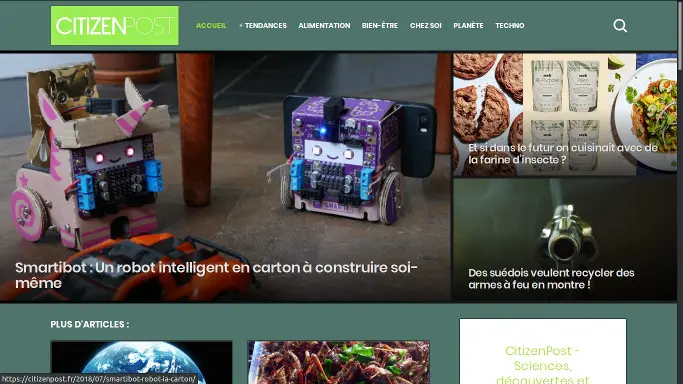 CITIZENPOST
ACCUEIL
⚡ TENDANCES
ALIMENTATION
BIEN-ÊTRE
CHEZ SOI
PLANÈTE
TECHNO
Smartibot : Un robot intelligent en carton à construire soi-
même
Et si dans le futur on cuisinait avec de
la farine d'insecte ?
Des suédois veulent recycler des
armes à feu en montre !
PLUS D'ARTICLES :
CitizenPost -
Sciences,
découvertes et
https://citizenpost.fr/2018/07/smartibot-robot-ia-carton/